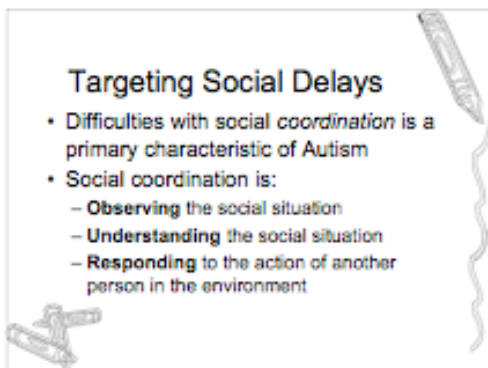 Targeting Social Delays
• Difficulties with social coordination is a
primary characteristic of Autism
• Social coordination is:
– Observing the social situation
– Understanding the social situation
– Responding to the action of another
person in the environment